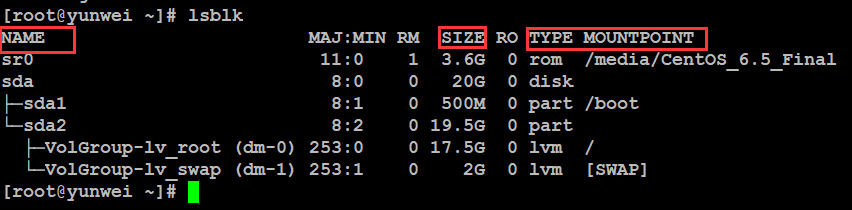 [root@yunwei ~]# lsblk
NAME                        MAJ:MIN RM  SIZE RO TYPE MOUNTPOINT
sr0                          11:0    1  3.6G  0 rom  /media/CentOS_6.5_Final
sda                           8:0    0   20G  0 disk
├─sda1                        8:1    0  500M  0 part /boot
└─sda2                        8:2    0 19.5G  0 part
  ├─VolGroup-lv_root (dm-0) 253:0    0 17.5G  0 lvm  /
  └─VolGroup-lv_swap (dm-1) 253:1    0    2G  0 lvm  [SWAP]
[root@yunwei ~]#